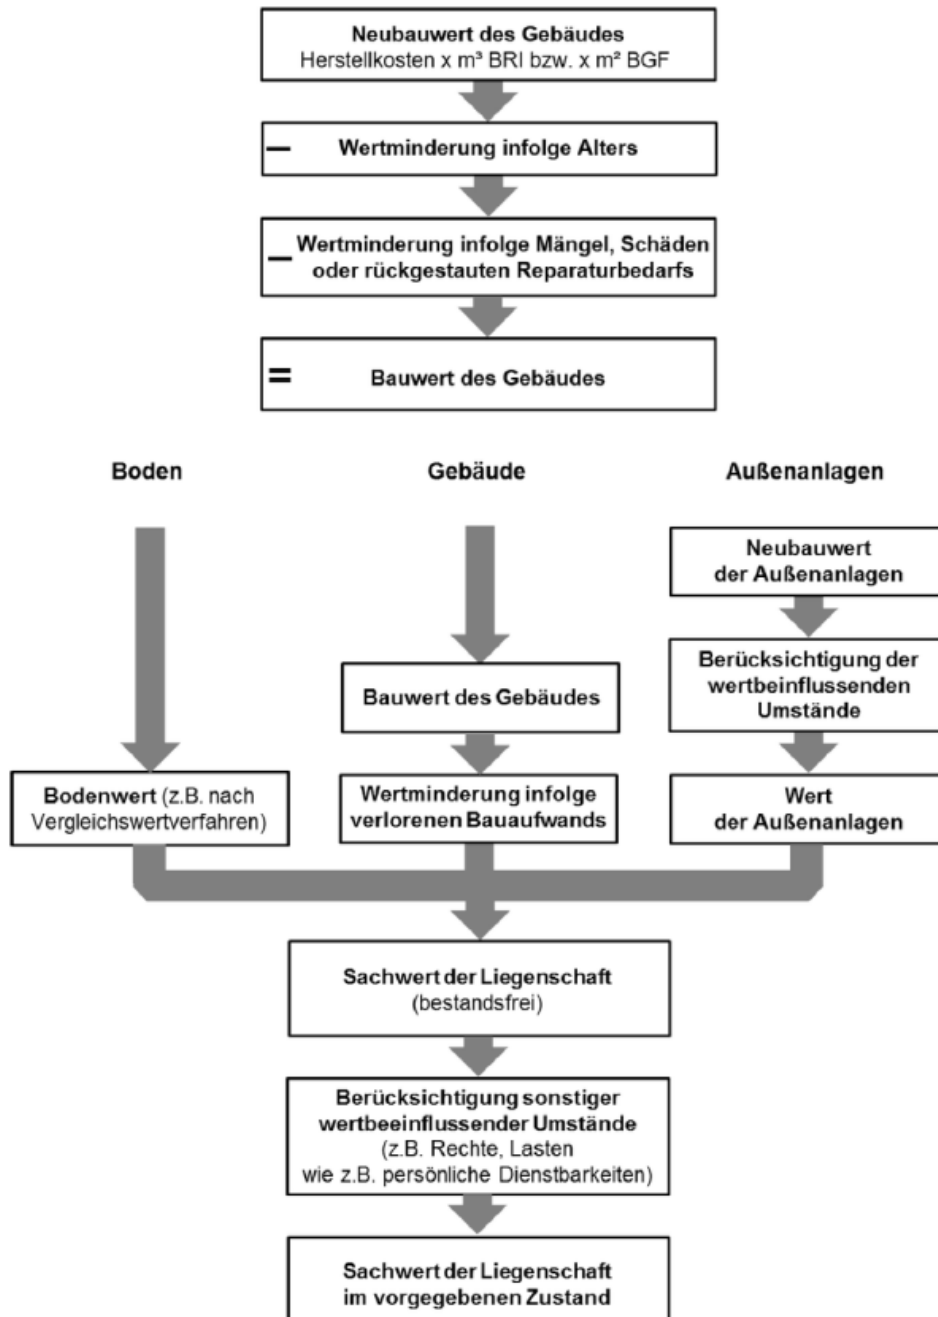 Neubauwert des Gebäudes
Herstellkosten x m³ BRI bzw. x m² BGF
– Wertminderung infolge Alters
– Wertminderung infolge Mängel, Schäden
oder rückgestauten Reparaturbedarfs
= Bauwert des Gebäudes
Boden
Gebäude
Außenanlagen
Neubauwert
der Außenanlagen
Berücksichtigung der
wertbeinflussenden
Umstände
Bauwert des Gebäudes
Bodenwert (z.B. nach
Vergleichswertverfahren)
Wertminderung infolge
verlorenen Bauaufwands
Wert
der Außenanlagen
Sachwert der Liegenschaft
(bestandsfrei)
Berücksichtigung sonstiger
wertbeeinflussender Umstände
(z.B. Rechte, Lasten
wie z.B. persönliche Dienstbarkeiten)
Sachwert der Liegenschaft
im vorgegebenen Zustand